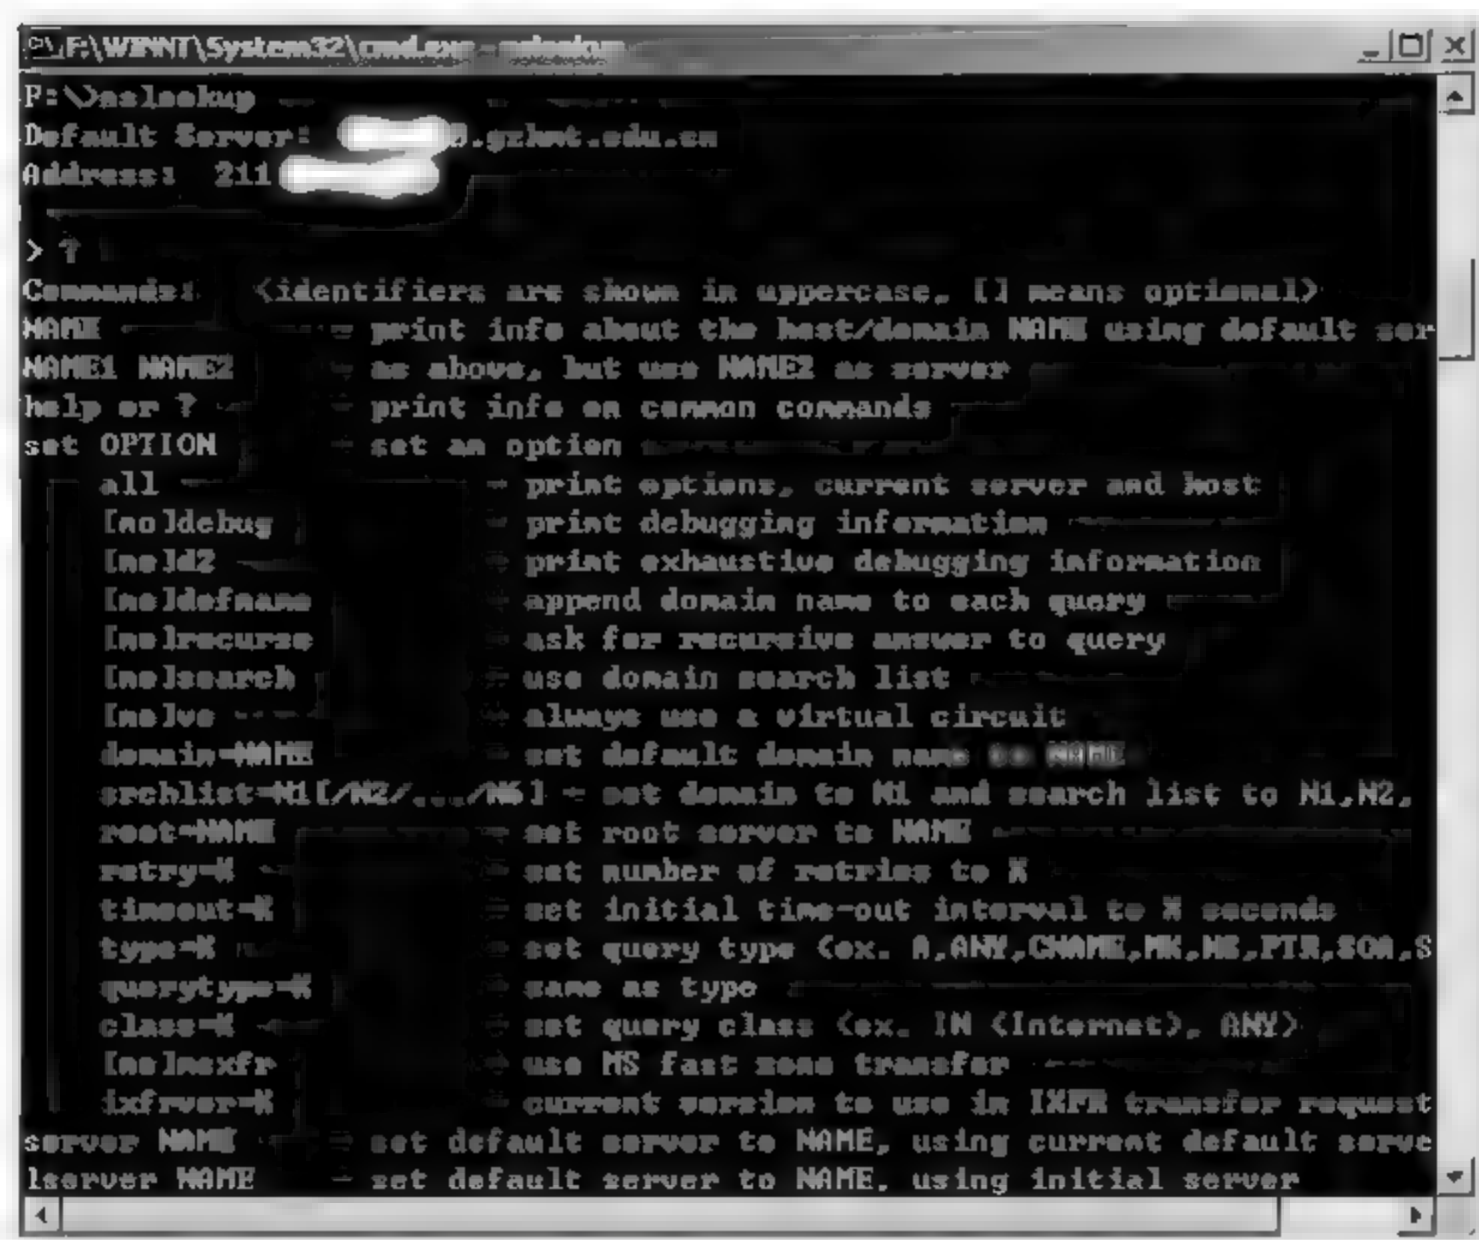 F:\WINNT\System32\cmd.exe - nslookup
F:\>nslookup
Default Server: .gzhmt.edu.cn
Address: 211
> ?
Commands: (identifiers are shown in uppercase, [] means optional)
NAME - print info about the host/domain NAME using default ser
NAME1 NAME2 - as above, but use NAME2 as server
help or ? - print info on common commands
set OPTION - set an option
all - print options, current server and host
[no]debug - print debugging information
[no]d2 - print exhaustive debugging information
[no]defname - append domain name to each query
[no]recurse - ask for recursive answer to query
[no]search - use domain search list
[no]vc - always use a virtual circuit
domain=NAME - set default domain name to NAME
srchlist=N1[/N2/.../N6] - set domain to N1 and search list to N1,N2,
root=NAME - set root server to NAME
retry=X - set number of retries to X
timeout=X - set initial time-out interval to X seconds
type=X - set query type (ex. A,ANY,CNAME,MX,NS,PTR,SOA,S
querytype=X - same as type
class=X - set query class (ex. IN (Internet), ANY)
[no]msxfr - use MS fast zone transfer
ixfrver=X - current version to use in IXFR transfer request
server NAME - set default server to NAME, using current default serve
lserver NAME - set default server to NAME, using initial server